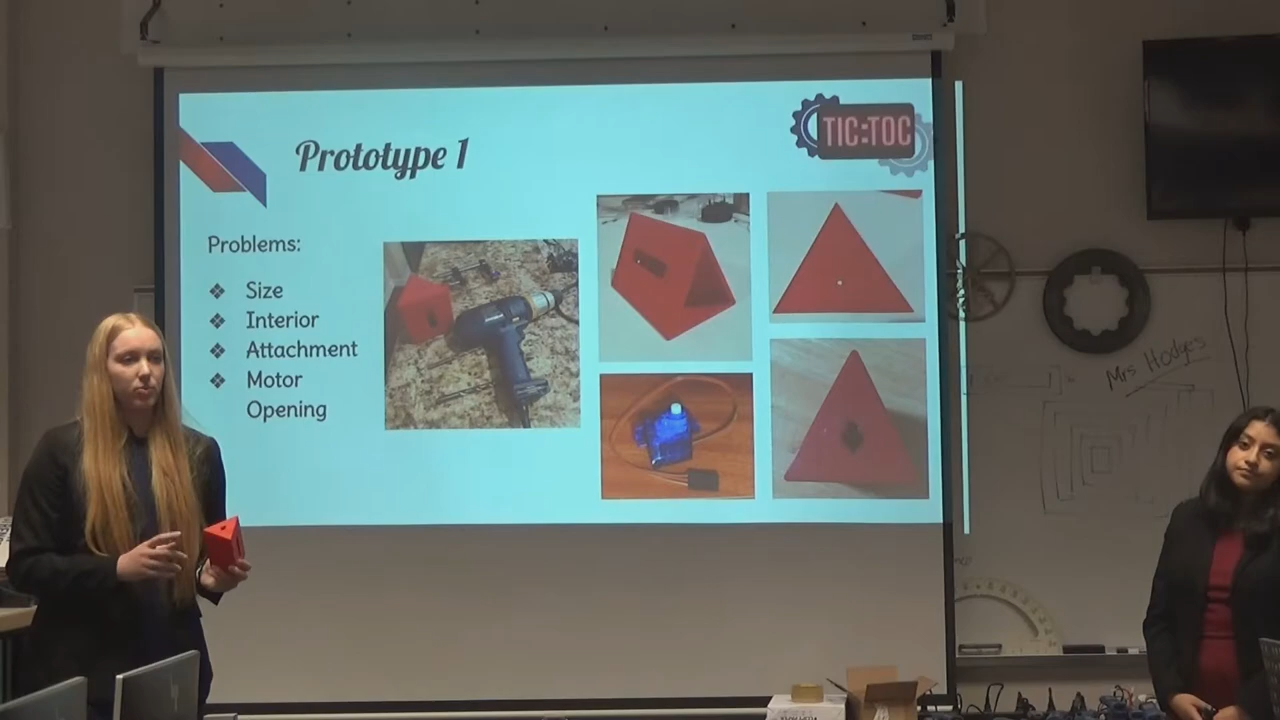 Prototype 1
TIC:TOC
Problems:
❖ Size
❖ Interior
❖ Attachment
❖ Motor
Opening
Mrs Hodges